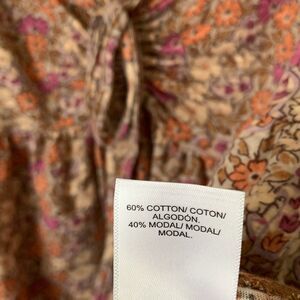 60% COTTON/ COTON/
ALGODÓN.
40% MODAL/ MODAL/
MODAL.